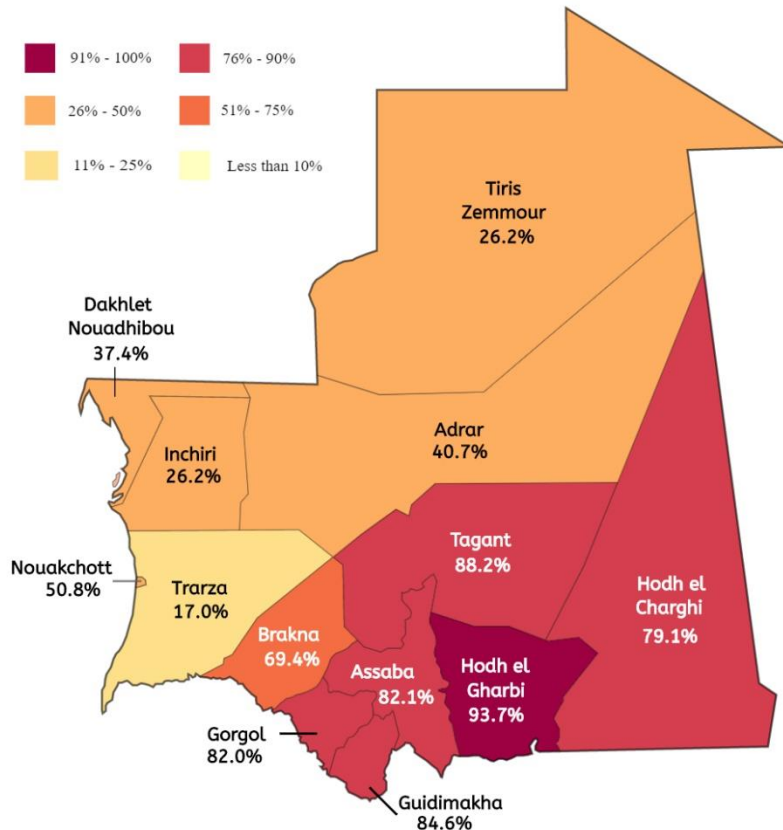 91% - 100%
76% - 90%
26% - 50%
51% - 75%
11% - 25%
Less than 10%
Tiris
Zemmour
26.2%
Dakhlet
Nouadhibou
37.4%
Inchiri
26.2%
Adrar
40.7%
Tagant
88.2%
Nouakchott
50.8%
Trarza
17.0%
Hodh el
Charghi
79.1%
Brakna
69.4%
Assaba
82.1%
Hodh el
Gharbi
93.7%
Gorgol
82.0%
Guidimakha
84.6%